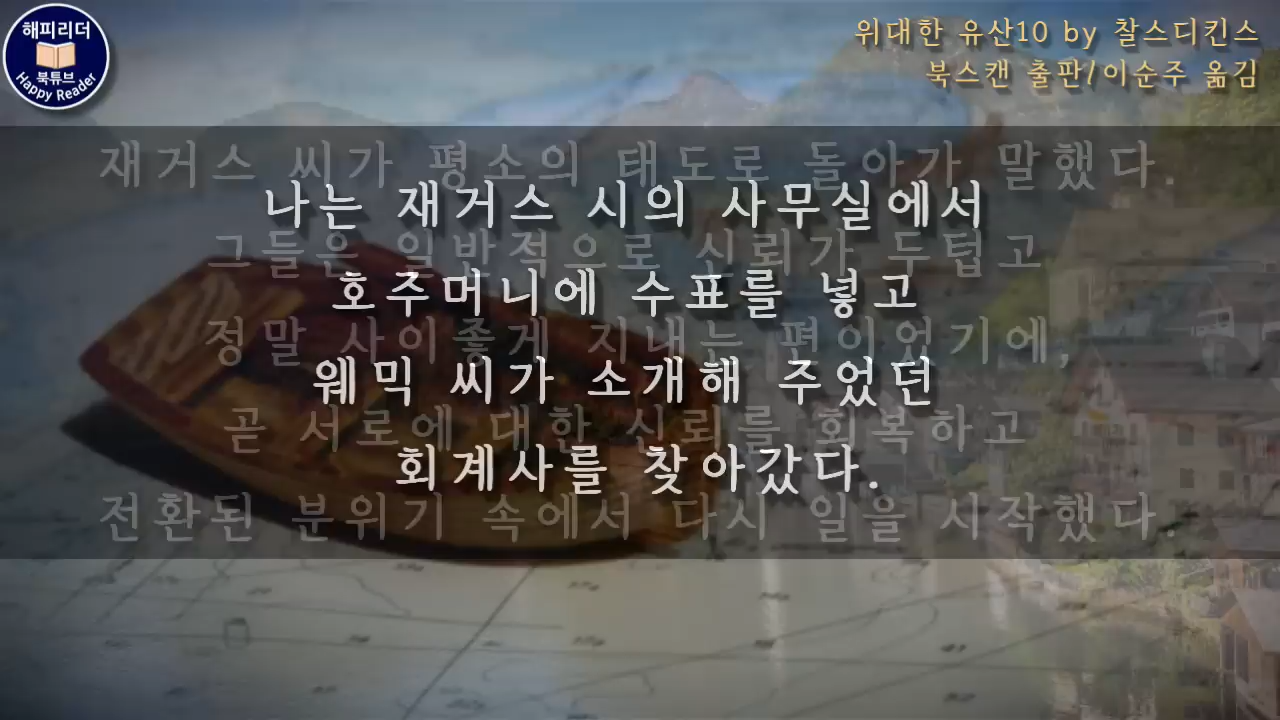 해피리더
북튜브
Happy Reader
위대한 유산10 by 찰스디킨스
북스캔 출판/이순주 옮김
재거스 씨가 평소의 태도로 돌아가 말했다
나는 재거스 시의 사무실에서
그들은 일반적으로 신뢰가 두텁고
호주머니에 수표를 넣고
정말 사이좋게 지내는 편이었기에,
웨믹 씨가 소개해 주었던
곧 서로에 대한 신뢰를 회복하고
회계사를 찾아갔다.
전환된 분위기 속에서 다시 일을 시작했다.